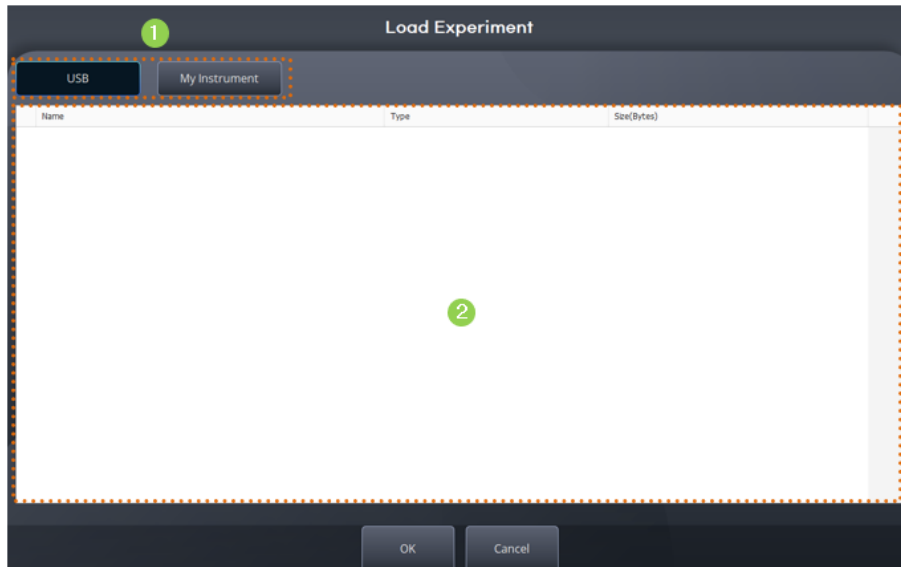 Load Experiment
1
USB My Instrument
Name Type Size(Bytes)
2
OK Cancel